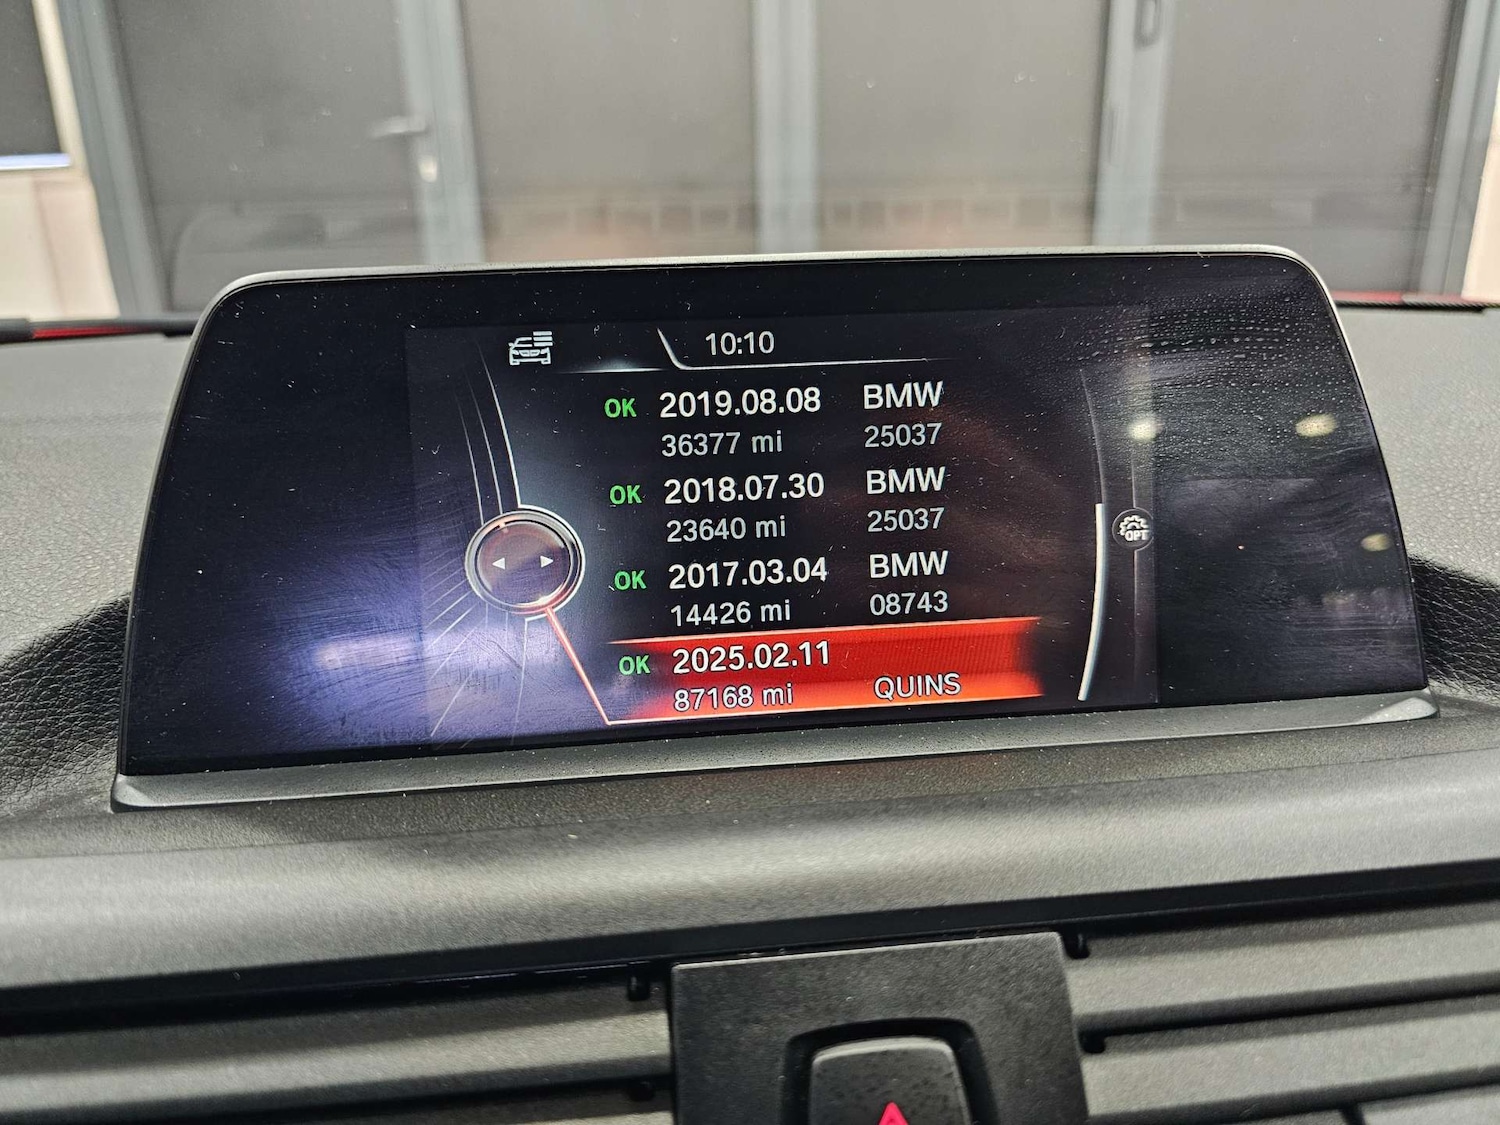 10:10
OK 2019.08.08 BMW
36377 mi 25037
OK 2018.07.30 BMW
23640 mi 25037
OK 2017.03.04 BMW
14426 mi 08743
OK 2025.02.11
87168 mi QUINS
OPT